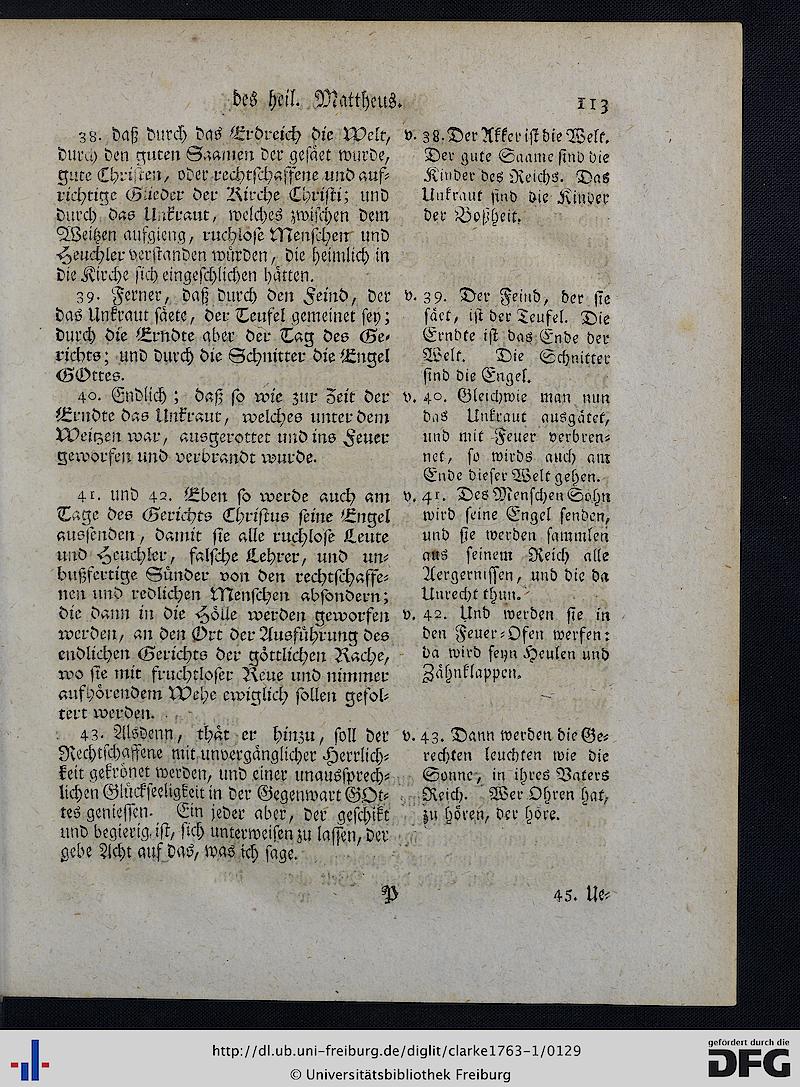 des heil. Mattheus. 113
38. daß durch das Erdreich die Welt,
durch den guten Saamen der gesäet wurde,
gute Christen, oder rechtschaffene und auf⸗
richtige Glieder der Kirche Christi; und
durch das Unkraut, welches zwischen dem
Weitzen aufgieng, ruchlose Menschen und
Heuchler verstanden würden, die heimlich in
die Kirche sich eingeschlichen hätten.
39. Ferner, daß durch den Feind, der
das Unkraut säete, der Teufel gemeinet sey;
durch die Erndte aber der Tag des Ge⸗
richts; und durch die Schnitter die Engel
GOttes.
40. Endlich; daß so wie zur Zeit der
Erndte das Unkraut, welches unter dem
Weitzen war, ausgerottet und ins Feuer
geworfen und verbrandt wurde.
41. und 42. Eben so werde auch am
Tage des Gerichts Christus seine Engel
aussenden, damit sie alle ruchlose Leute
und Heuchler, falsche Lehrer, und un⸗
bußfertige Sünder von den rechtschaffe⸗
nen und redlichen Menschen absondern;
die dann in die Hölle werden geworfen
werden, an den Ort der Ausführung des
endlichen Gerichts der göttlichen Rache,
wo sie mit fruchtloser Reue und nimmer
aufhörendem Wehe ewiglich sollen gefol⸗
tert werden.
43. Alsdenn, thät er hinzu, soll der
Rechtschaffene mit unvergänglicher Herrlich⸗
keit gekrönet werden, und einer unaussprech⸗
lichen Glückseeligkeit in der Gegenwart GOt⸗
tes geniessen. Ein jeder aber, der geschikt
und begierig ist, sich unterweisen zu lassen, der
gebe Acht auf das, was ich sage.
v. 38. Der Akker ist die Welt.
Der gute Saame sind die
Kinder des Reichs. Das
Unkraut sind die Kinder
der Boßheit.
v. 39. Der Feind, der sie
säet, ist der Teufel. Die
Erndte ist das Ende der
Welt. Die Schnitter
sind die Engel.
v. 40. Gleichwie man nun
das Unkraut ausgätet,
und mit Feuer verbren⸗
net, so wirds auch am
Ende dieser Welt gehen.
v. 41. Des Menschen Sohn
wird seine Engel senden,
und sie werden sammlen
aus seinem Reich alle
Aergernissen, und die da
Unrecht thun.
v. 42. Und werden sie in
den Feuer⸗Ofen werfen:
da wird seyn Heulen und
Zähnklappen.
v. 43. Dann werden die Ge⸗
rechten leuchten wie die
Sonne, in ihres Vaters
Reich. Wer Ohren hat,
zu hören, der höre.
P 45. Ue⸗
http://dl.ub.uni-freiburg.de/diglit/clarke1763-1/0129
© Universitätsbibliothek Freiburg
gefördert durch die
DFG